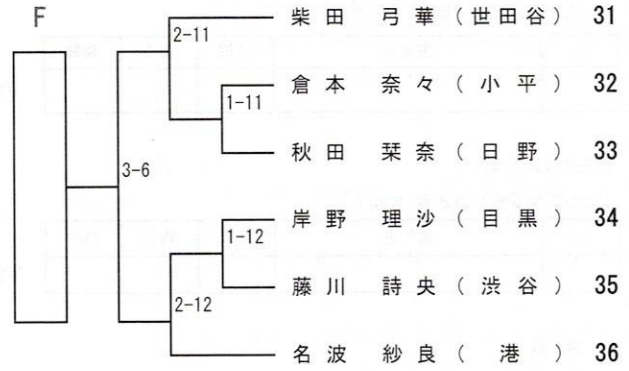 F
柴田 弓華（世田谷） 31
2-11
倉本 奈々（小平） 32
1-11
秋田 栞奈（日野） 33
3-6
岸野 理沙（目黒） 34
1-12
藤川 詩央（渋谷） 35
2-12
名波 紗良（港） 36